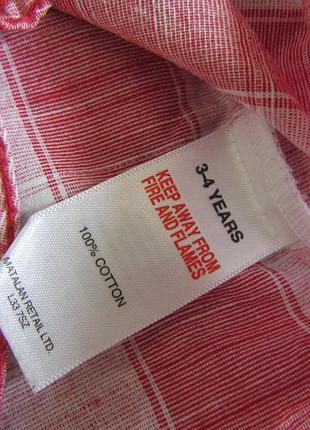 3-4 YEARS
KEEP AWAY FROM
FIRE AND FLAMES
100% COTTON
MATALAN RETAIL LTD.
L33 7SZ